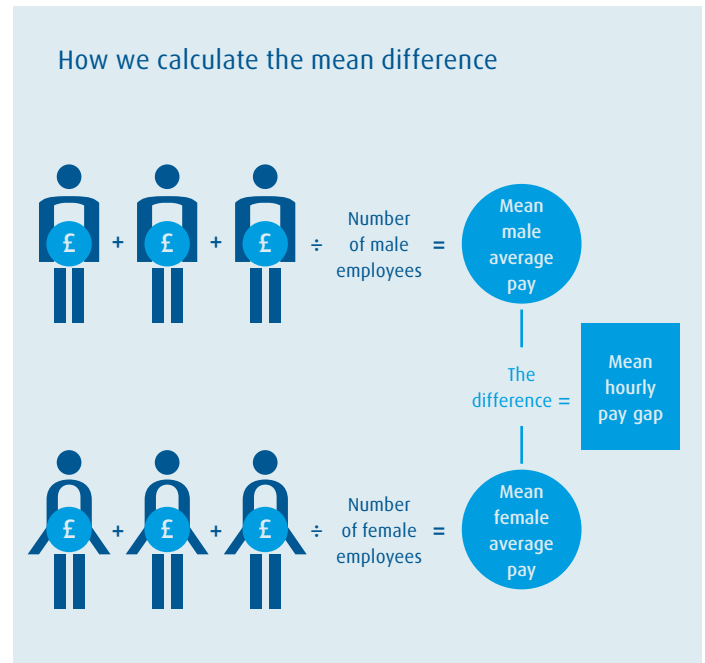 How we calculate the mean difference
£ + £ + £ ÷
Number
of male
employees
=
Mean
male
average
pay
The
difference =
Mean
hourly
pay gap
£ + £ + £ ÷
Number
of female
employees
=
Mean
female
average
pay